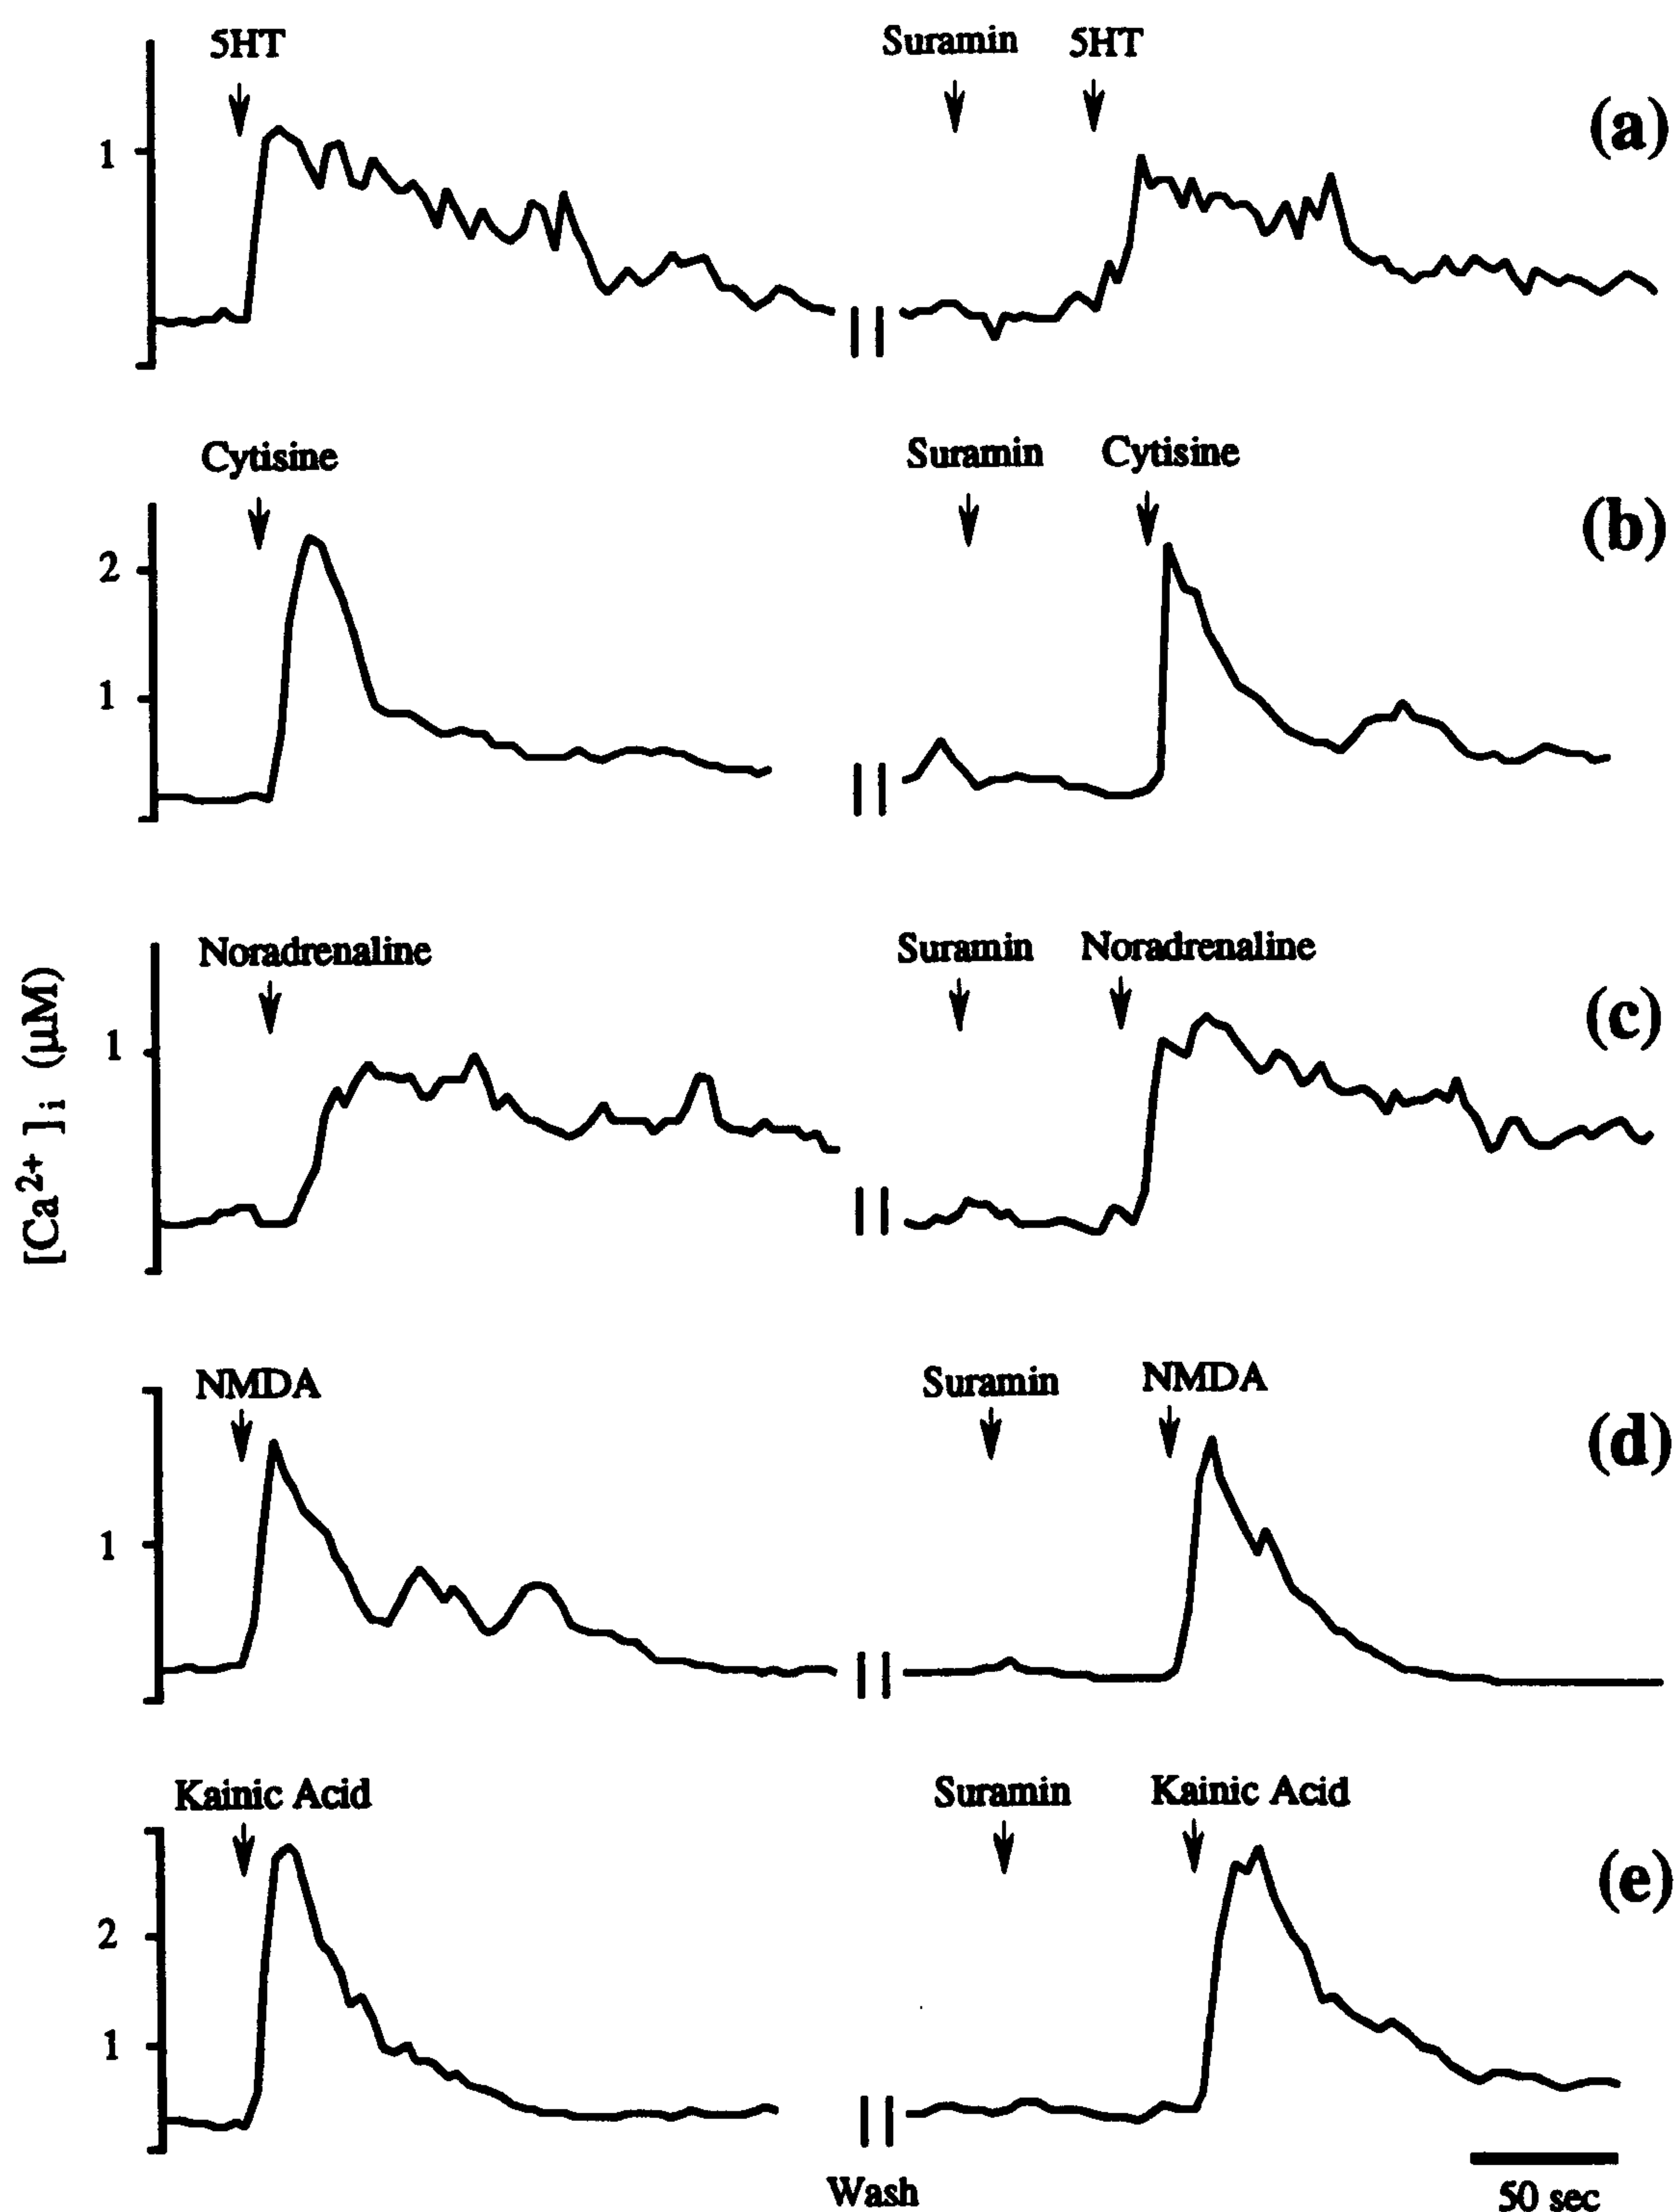 5HT Suramin 5HT
(a)
1
Cytisine Suramin Cytisine
(b)
2
1
Noradrenaline Suramin Noradrenaline
(c)
1
[Ca²⁺]i (µM)
NMDA Suramin NMDA
(d)
1
Kainic Acid Suramin Kainic Acid
(e)
2
1
Wash
50 sec